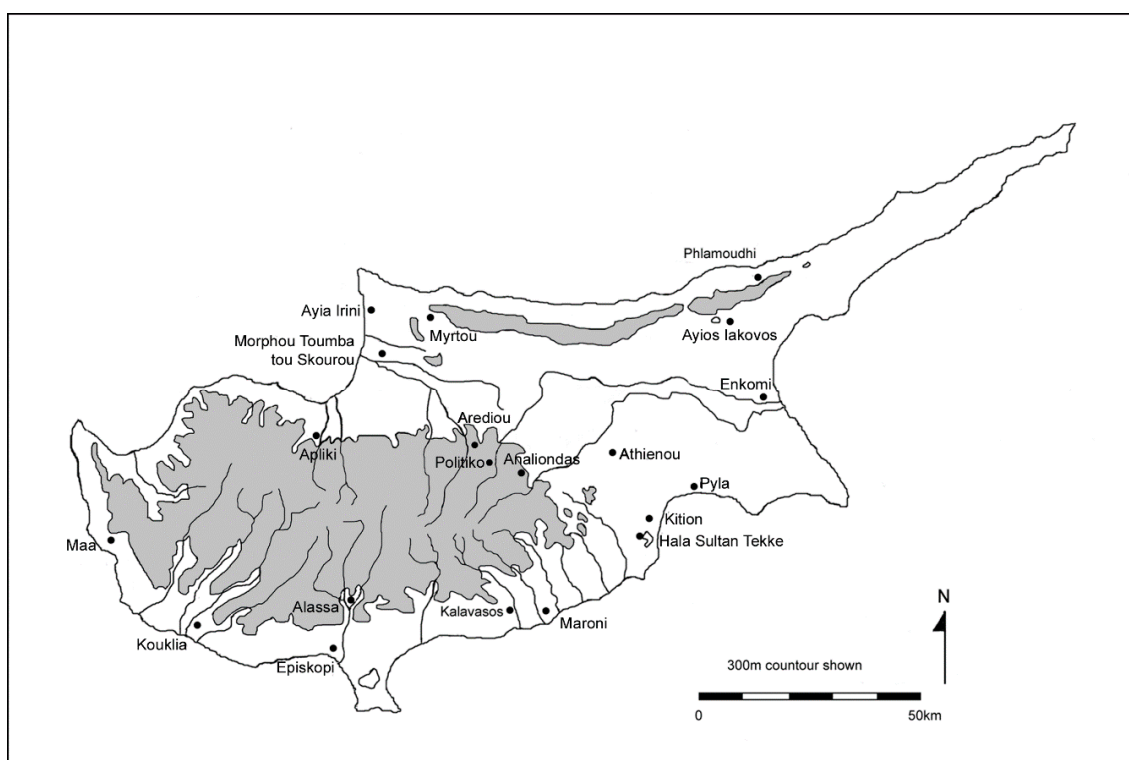 Phlamoudhi
Ayia Irini
Myrtou
Ayios Iakovos
Morphou Toumba
tou Skourou
Enkomi
Arediou
Apliki
Politiko
Analiondas
Athienou
Pyla
Kition
Maa
Hala Sultan Tekke
Alassa
Kalavasos
Maroni
Kouklia
Episkopi
N
300m countour shown
0
50km